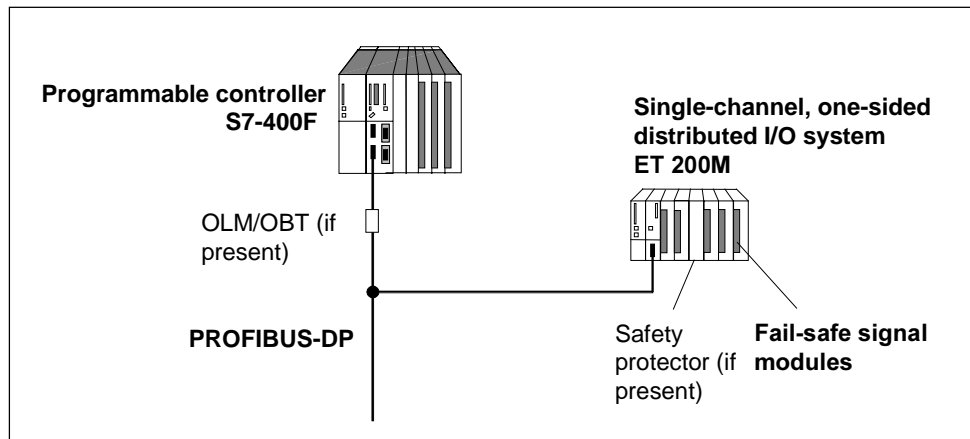 Programmable controller
S7-400F
Single-channel, one-sided
distributed I/O system
ET 200M
OLM/OBT (if
present)
PROFIBUS-DP
Safety
protector (if
present)
Fail-safe signal
modules